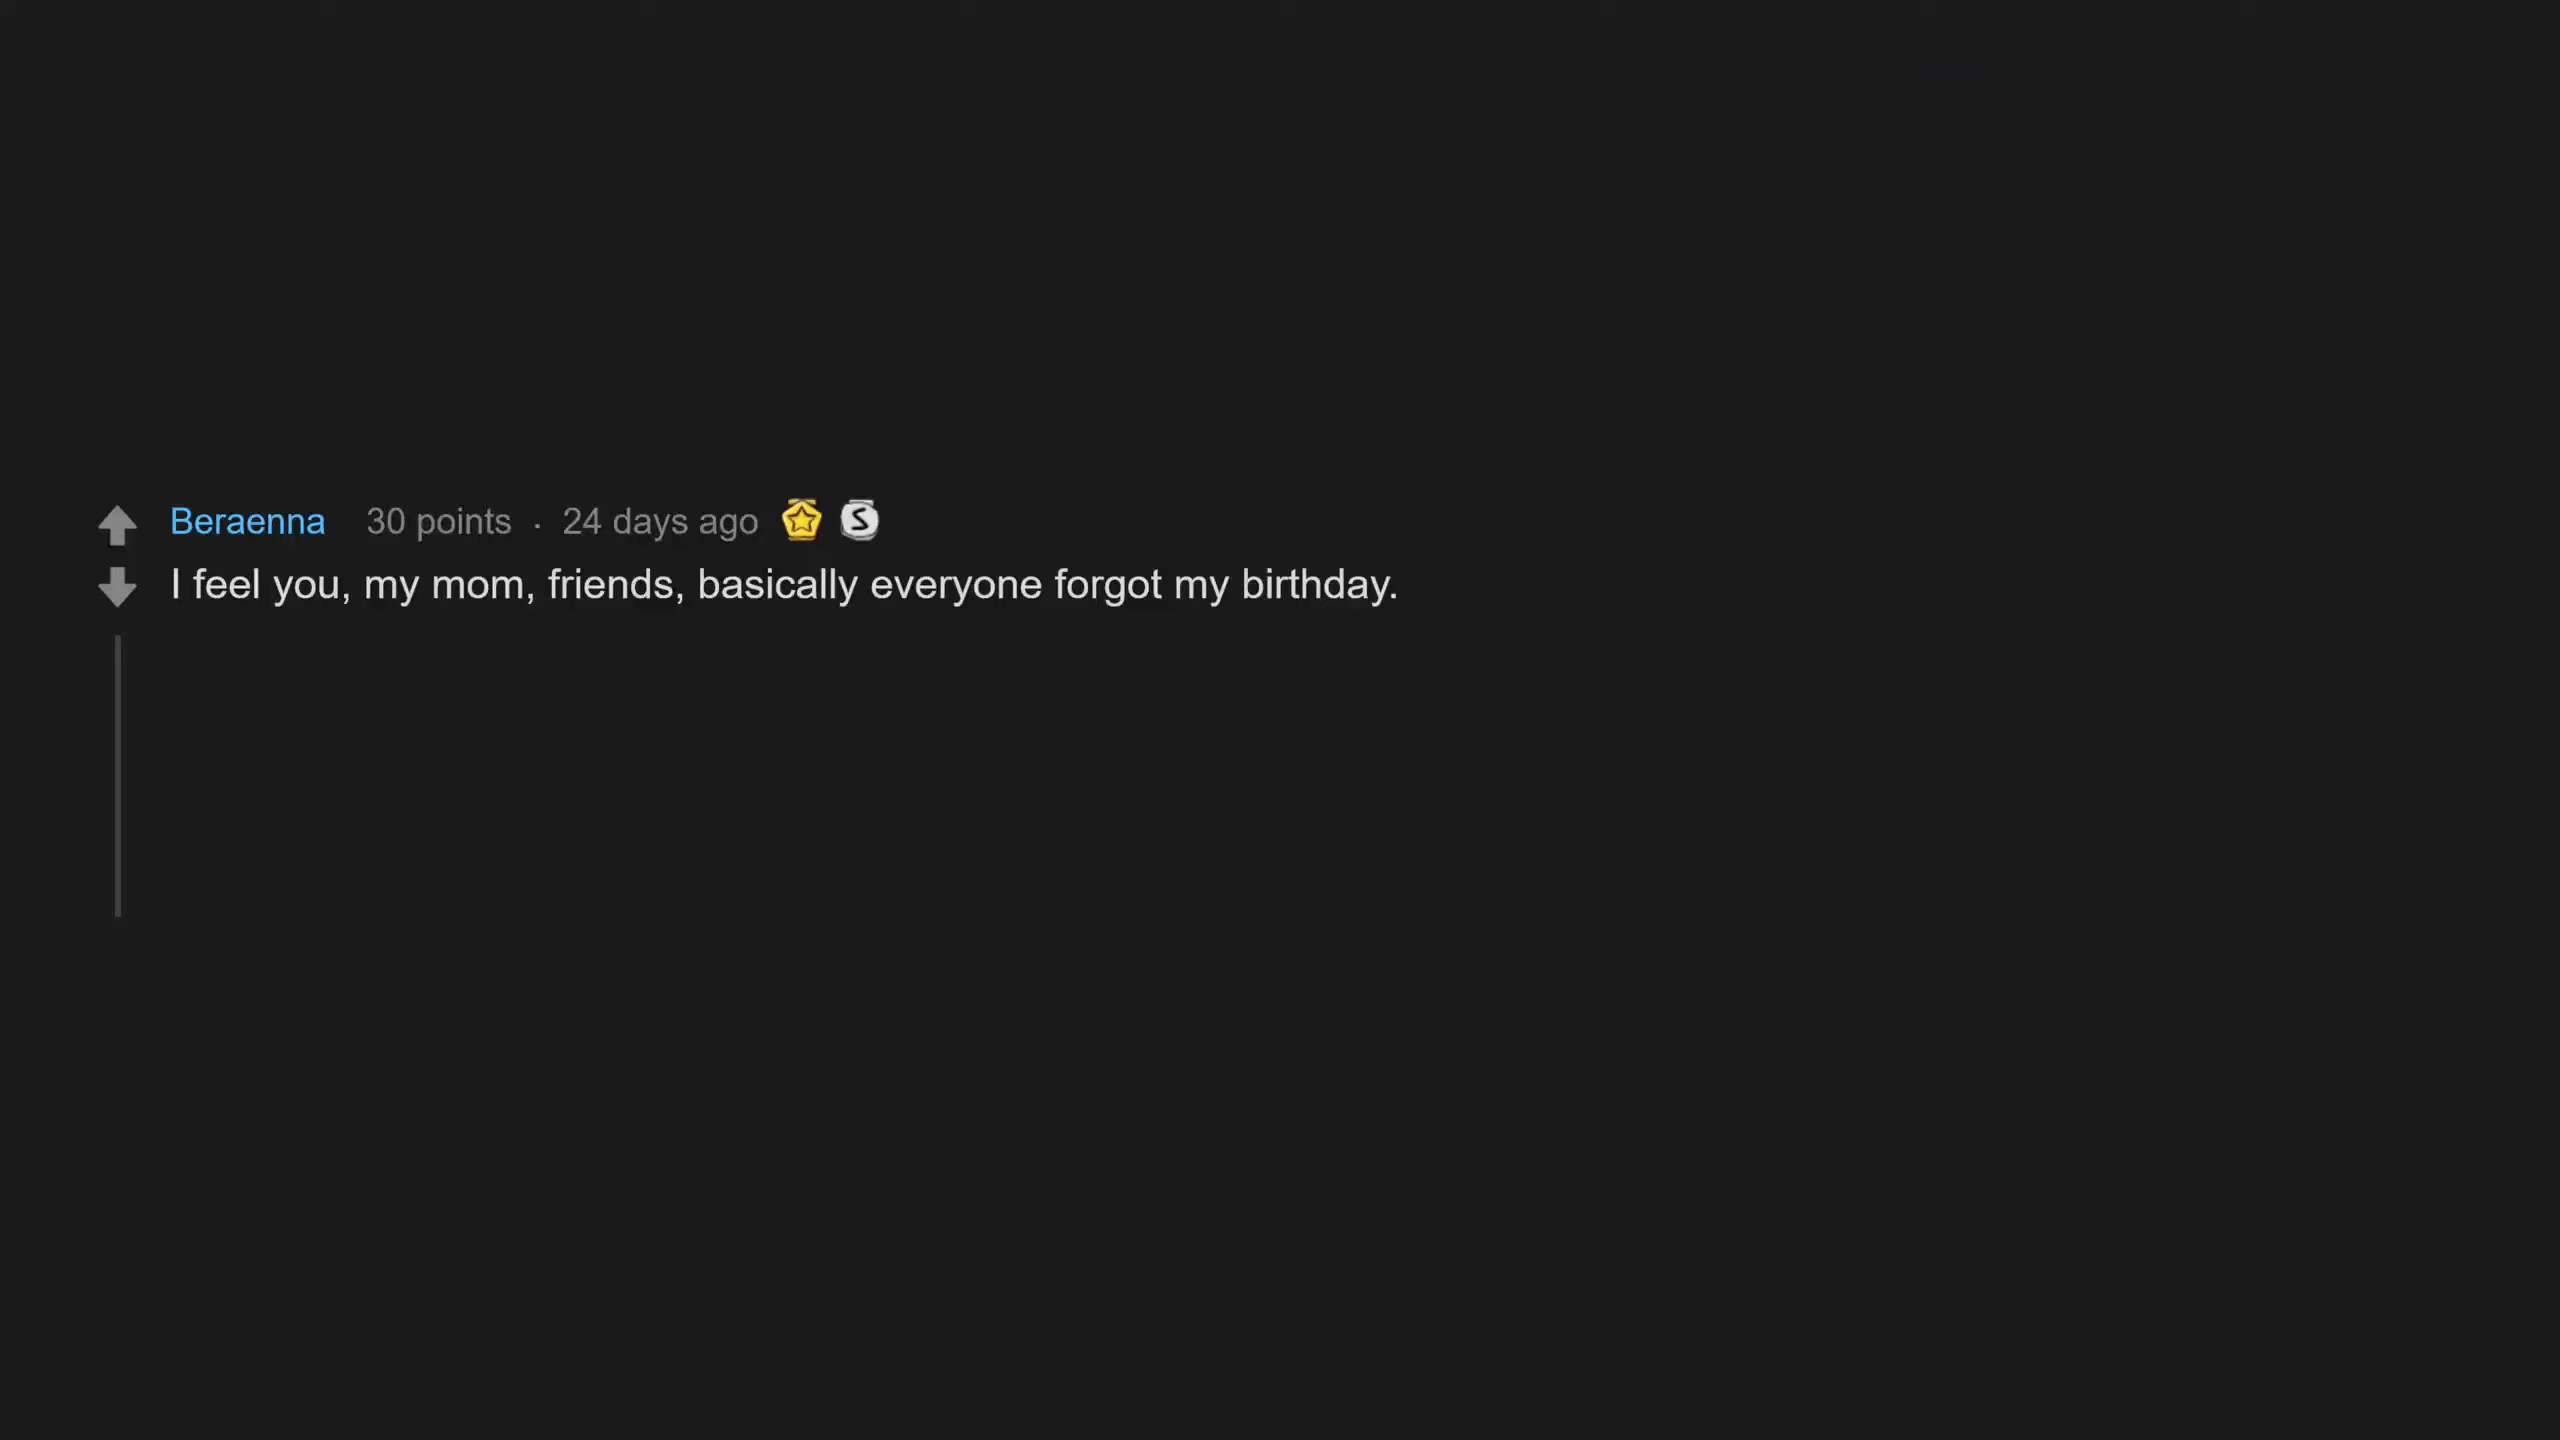 Beraenna 30 points · 24 days ago S
I feel you, my mom, friends, basically everyone forgot my birthday.